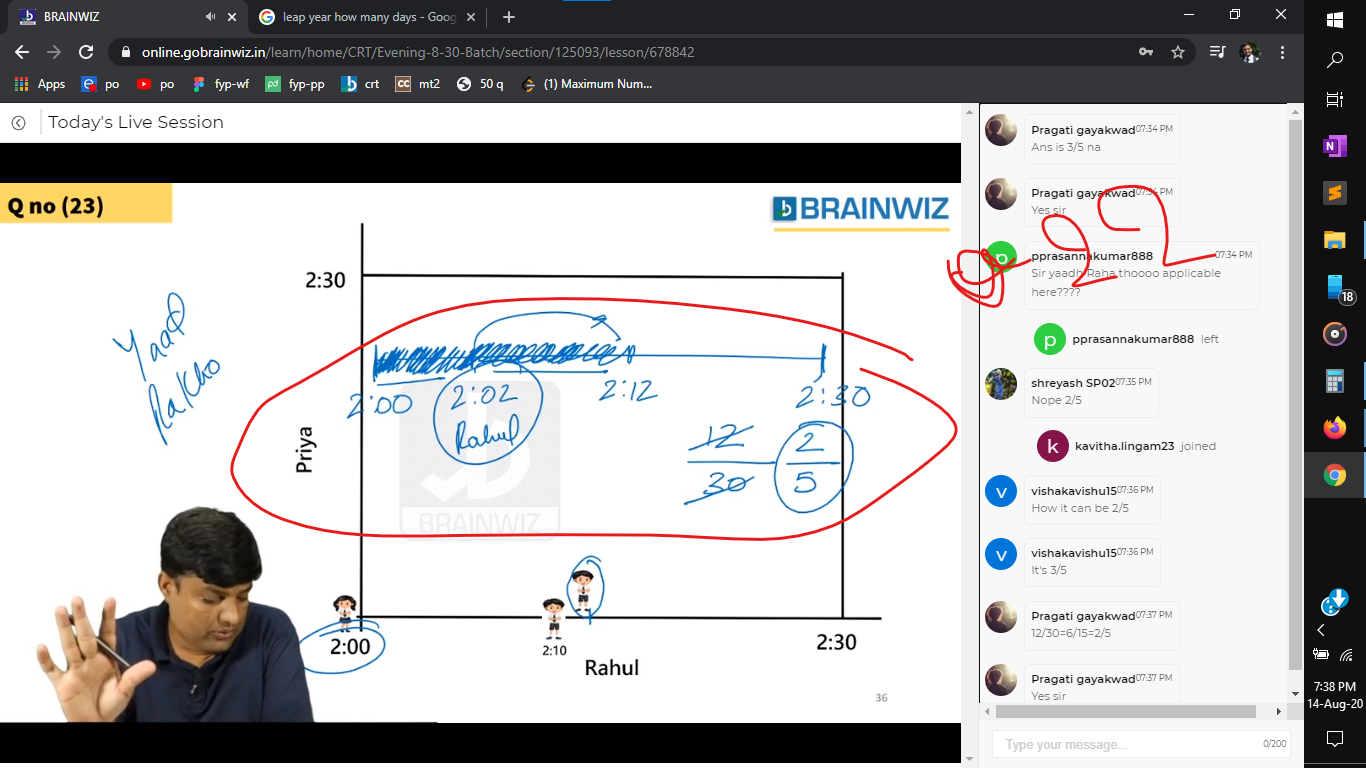 BRAINWIZ
leap year how many days - Goog
online.gobrainwiz.in/learn/home/CRT/Evening-8-30-Batch/section/125093/lesson/678842
Apps
po
po
fyp-wf
fyp-pp
crt
CC
mt2
50 q
(1) Maximum Num...
Today's Live Session
Q no (23)
BRAINWIZ
2:30
Yaad
Rakho
2:00
2:02
2:12
2:30
Rahul
12
30
2
5
Priya
BRAINWIZ
2:00
2:10
2:30
Rahul
36
Pragati gayakwad 07:34 PM
Ans is 3/5 na
Pragati gayakwad 07:34 PM
Yes sir
22
p
pprasannakumar888 07:34 PM
Sir yaadh Raha thoooo applicable
here????
p
pprasannakumar888 left
shreyash SP02 07:35 PM
Nope 2/5
k
kavitha.lingam23 joined
v
vishakavishu15 07:36 PM
How it can be 2/5
v
vishakavishu15 07:36 PM
It's 3/5
Pragati gayakwad 07:37 PM
12/30=6/15=2/5
Pragati gayakwad 07:37 PM
Yes sir
Type your message...
0/200
18
7:38 PM
14-Aug-20